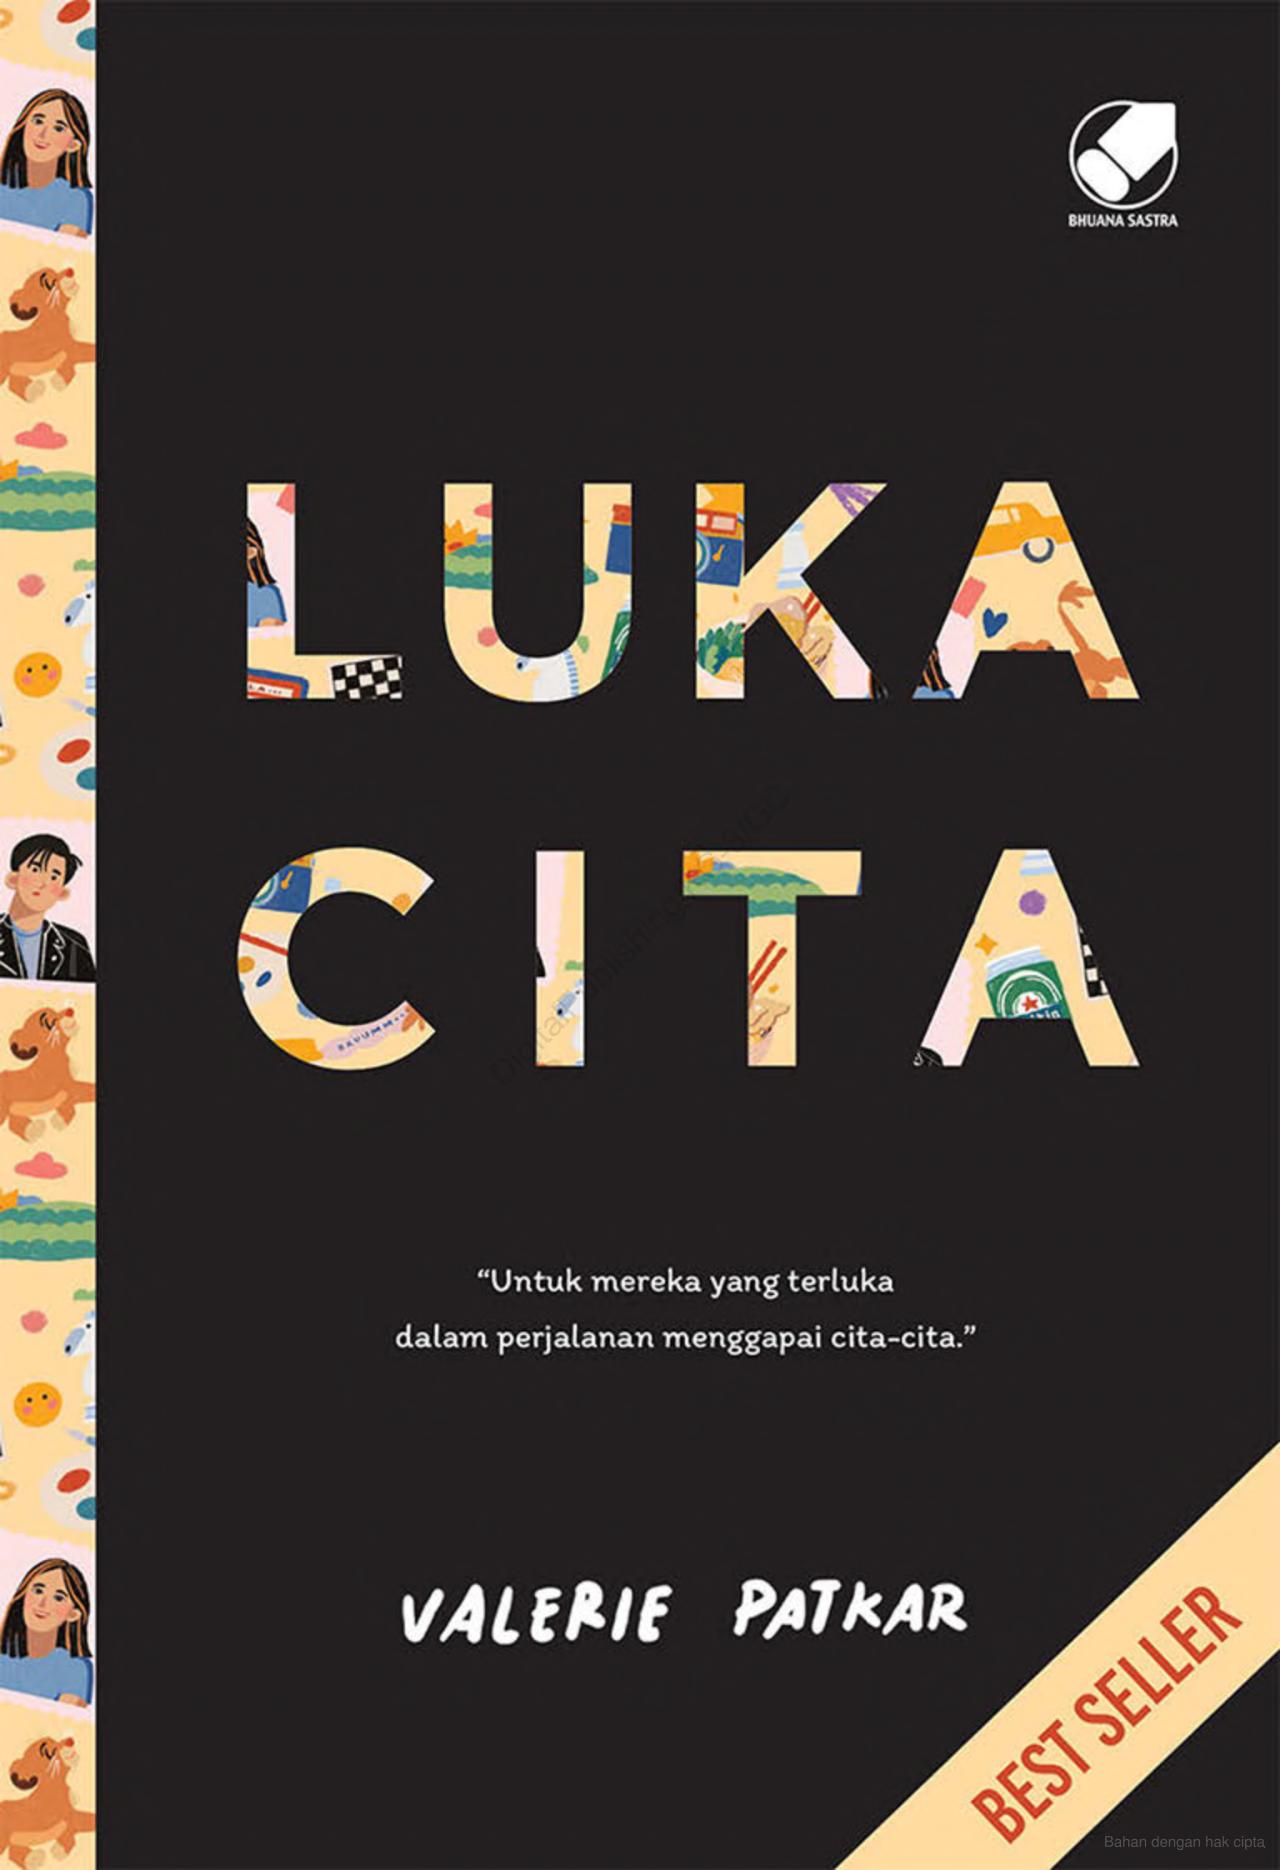 BHUANA SASTRA
LUKA
CITA
“Untuk mereka yang terluka
dalam perjalanan menggapai cita-cita.”
VALERIE PATKAR
BEST SELLER
Bahan dengan hak cipta